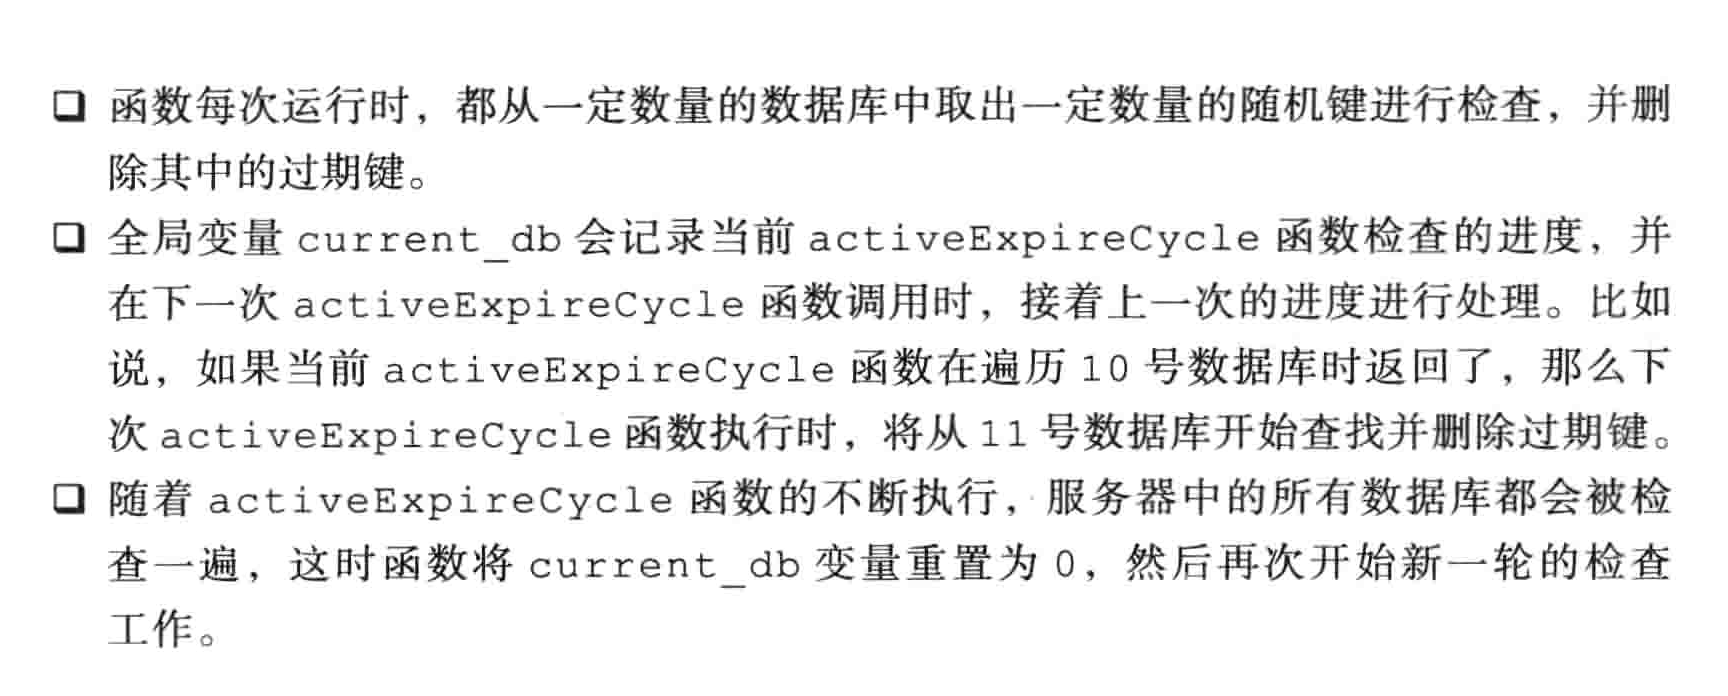 ❑ 函数每次运行时，都从一定数量的数据库中取出一定数量的随机键进行检查，并删
除其中的过期键。
❑ 全局变量 current_db 会记录当前 activeExpireCycle 函数检查的进度，并
在下一次 activeExpireCycle 函数调用时，接着上一次的进度进行处理。比如
说，如果当前 activeExpireCycle 函数在遍历 10 号数据库时返回了，那么下
次 activeExpireCycle 函数执行时，将从 11 号数据库开始查找并删除过期键。
❑ 随着 activeExpireCycle 函数的不断执行，服务器中的所有数据库都会被检
查一遍，这时函数将 current_db 变量重置为 0，然后再次开始新一轮的检查
工作。